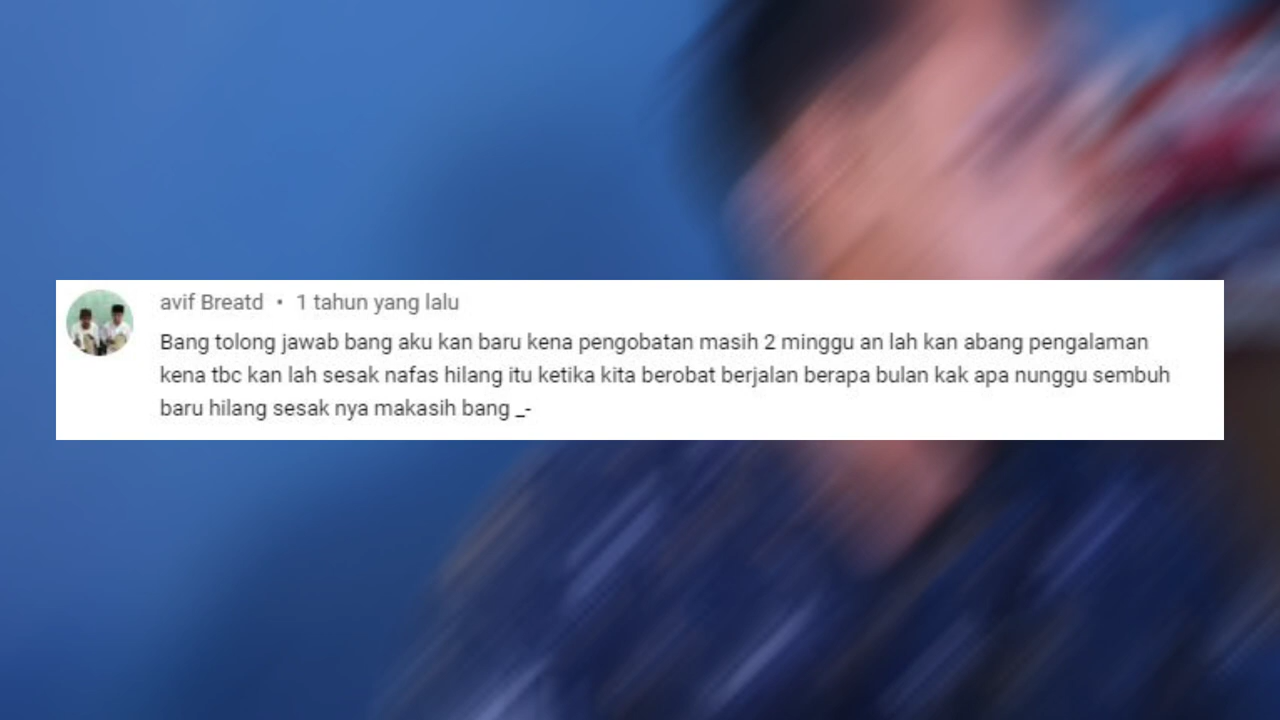 avif Breatd • 1 tahun yang lalu
Bang tolong jawab bang aku kan baru kena pengobatan masih 2 minggu an lah kan abang pengalaman
kena tbc kan lah sesak nafas hilang itu ketika kita berobat berjalan berapa bulan kak apa nunggu sembuh
baru hilang sesak nya makasih bang _-